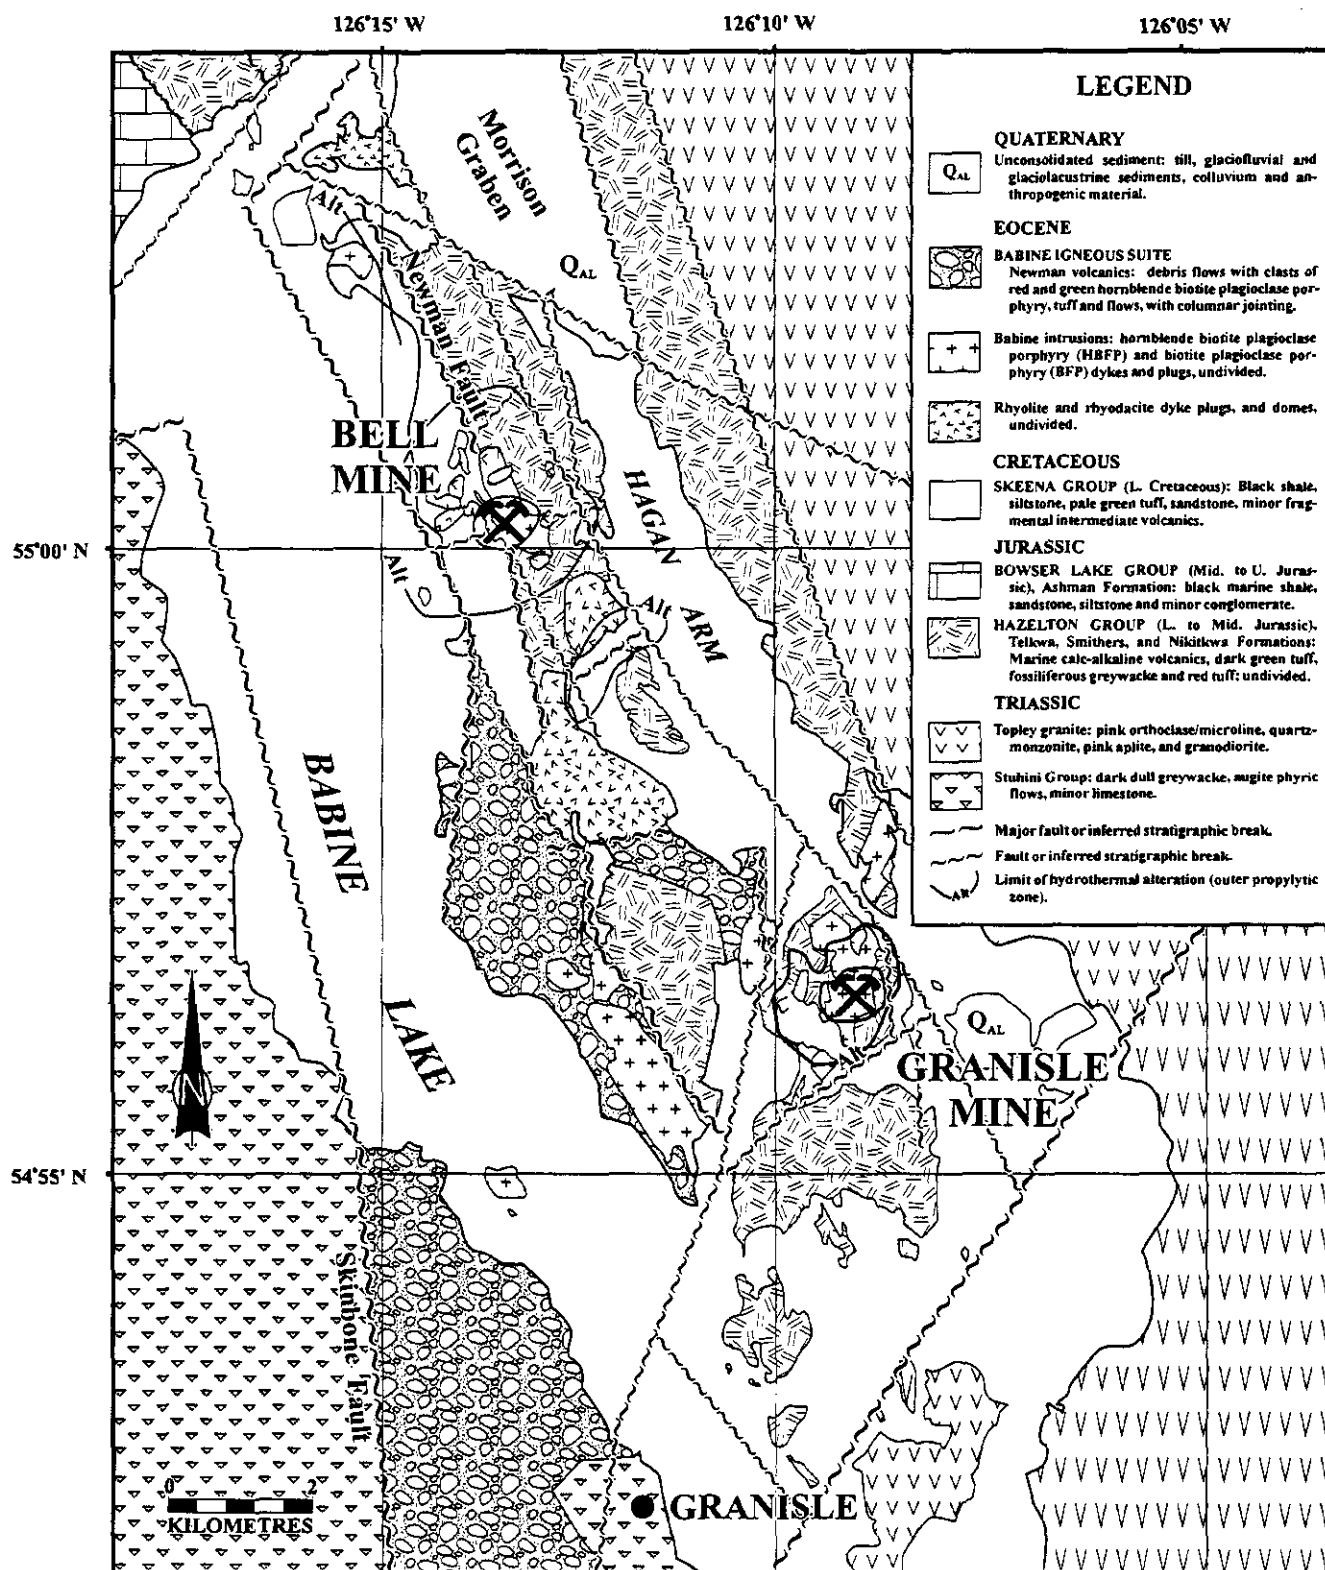 126°15' W
126°10' W
126°05' W
LEGEND
QUATERNARY
QAL
Unconsolidated sediment: till, glaciofluvial and
glaciolacustrine sediments, colluvium and an-
thropogenic material.
EOCENE
BABINE IGNEOUS SUITE
Newman volcanics: debris flows with clasts of
red and green hornblende biotite plagioclase por-
phyry, tuff and flows, with columnar jointing.
Babine intrusions: hornblende biotite plagioclase
porphyry (HBFP) and biotite plagioclase por-
phyry (BFP) dykes and plugs, undivided.
Rhyolite and rhyodacite dyke plugs, and domes,
undivided.
CRETACEOUS
SKEENA GROUP (L. Cretaceous): Black shale,
siltstone, pale green tuff, sandstone, minor frag-
mental intermediate volcanics.
JURASSIC
BOWSER LAKE GROUP (Mid. to U. Juras-
sic), Ashman Formation: black marine shale,
sandstone, siltstone and minor conglomerate.
HAZELTON GROUP (L. to Mid. Jurassic),
Telkwa, Smithers, and Nikitkwa Formations:
Marine calc-alkaline volcanics, dark green tuff,
fossiliferous greywacke and red tuff: undivided.
TRIASSIC
Topley granite: pink orthoclase/microline, quartz-
monzonite, pink aplite, and granodiorite.
Stuhini Group: dark dull greywacke, augite phyric
flows, minor limestone.
Major fault or inferred stratigraphic break.
Fault or inferred stratigraphic break.
Alt
Limit of hydrothermal alteration (outer propylytic
zone).
Morrison
Graben
Alt
QAL
Newman Fault
BELL
MINE
HAGAN
ARM
55°00' N
Alt
Alt
BABINE
LAKE
Alt
QAL
Alt
GRANISLE
MINE
N
54°55' N
Skinbone Fault
0 2
KILOMETRES
GRANISLE